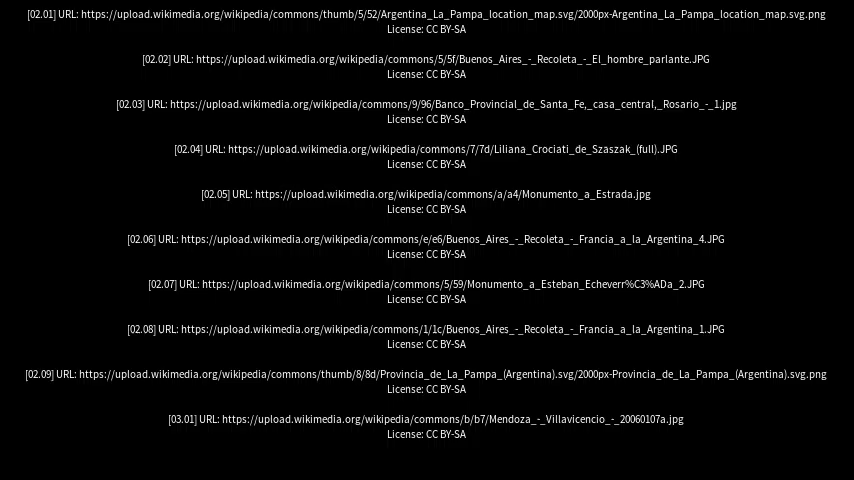 [02.01] URL: https://upload.wikimedia.org/wikipedia/commons/thumb/5/52/Argentina_La_Pampa_location_map.svg/2000px-Argentina_La_Pampa_location_map.svg.png
License: CC BY-SA
[02.02] URL: https://upload.wikimedia.org/wikipedia/commons/5/5f/Buenos_Aires_-_Recoleta_-_El_hombre_parlante.JPG
License: CC BY-SA
[02.03] URL: https://upload.wikimedia.org/wikipedia/commons/9/96/Banco_Provincial_de_Santa_Fe,_casa_central,_Rosario_-_1.jpg
License: CC BY-SA
[02.04] URL: https://upload.wikimedia.org/wikipedia/commons/7/7d/Liliana_Crociati_de_Szaszak_(full).JPG
License: CC BY-SA
[02.05] URL: https://upload.wikimedia.org/wikipedia/commons/a/a4/Monumento_a_Estrada.jpg
License: CC BY-SA
[02.06] URL: https://upload.wikimedia.org/wikipedia/commons/e/e6/Buenos_Aires_-_Recoleta_-_Francia_a_la_Argentina_4.JPG
License: CC BY-SA
[02.07] URL: https://upload.wikimedia.org/wikipedia/commons/5/59/Monumento_a_Esteban_Echeverr%C3%ADa_2.JPG
License: CC BY-SA
[02.08] URL: https://upload.wikimedia.org/wikipedia/commons/1/1c/Buenos_Aires_-_Recoleta_-_Francia_a_la_Argentina_1.JPG
License: CC BY-SA
[02.09] URL: https://upload.wikimedia.org/wikipedia/commons/thumb/8/8d/Provincia_de_La_Pampa_(Argentina).svg/2000px-Provincia_de_La_Pampa_(Argentina).svg.png
License: CC BY-SA
[03.01] URL: https://upload.wikimedia.org/wikipedia/commons/b/b7/Mendoza_-_Villavicencio_-_20060107a.jpg
License: CC BY-SA